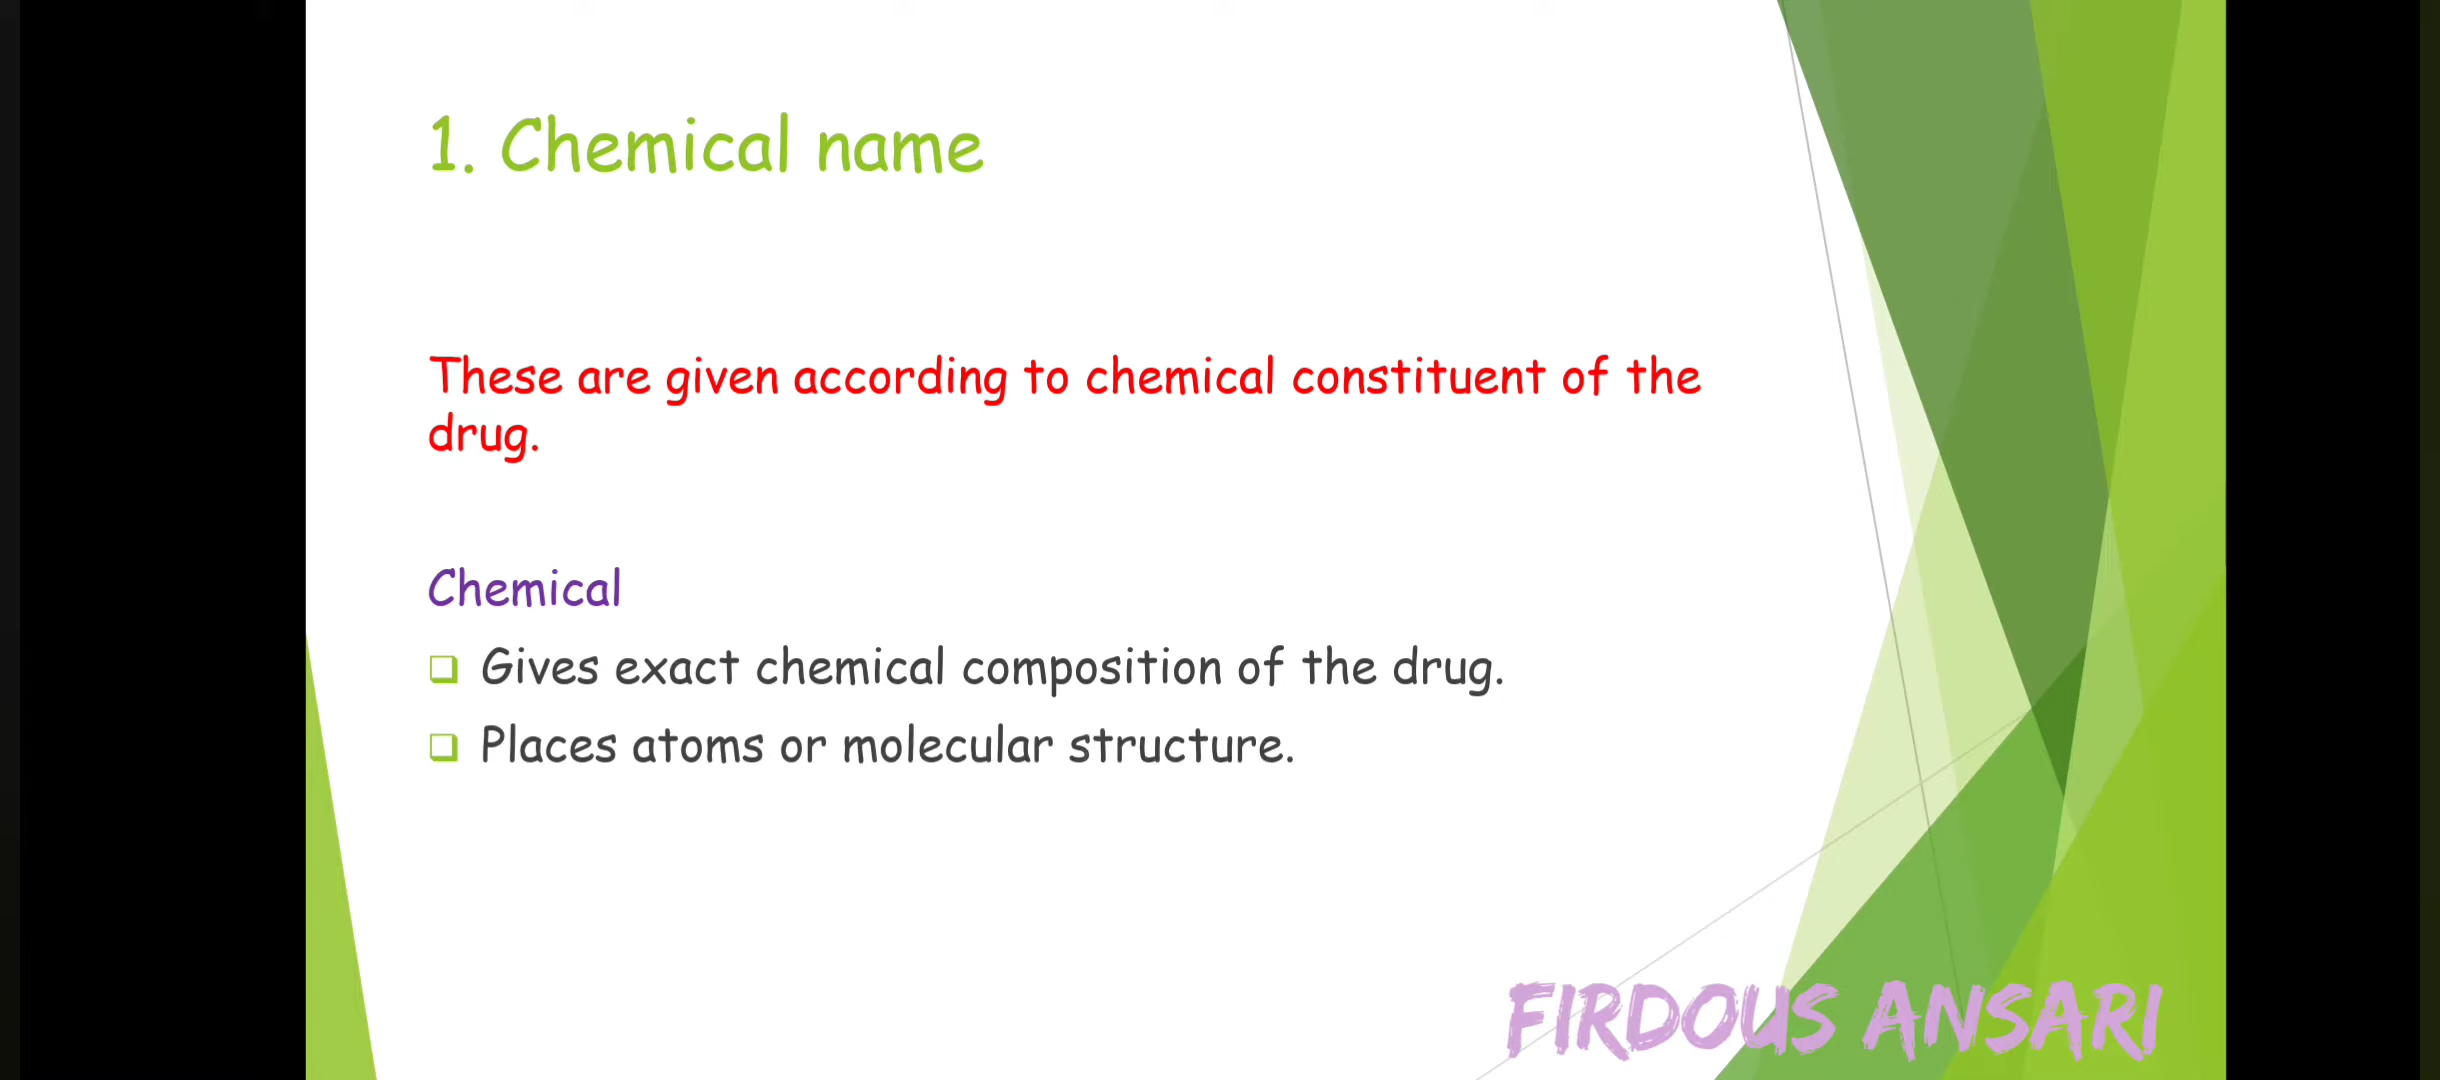 1. Chemical name
These are given according to chemical constituent of the
drug.
Chemical
Gives exact chemical composition of the drug.
Places atoms or molecular structure.
FIRDOUS ANSARI